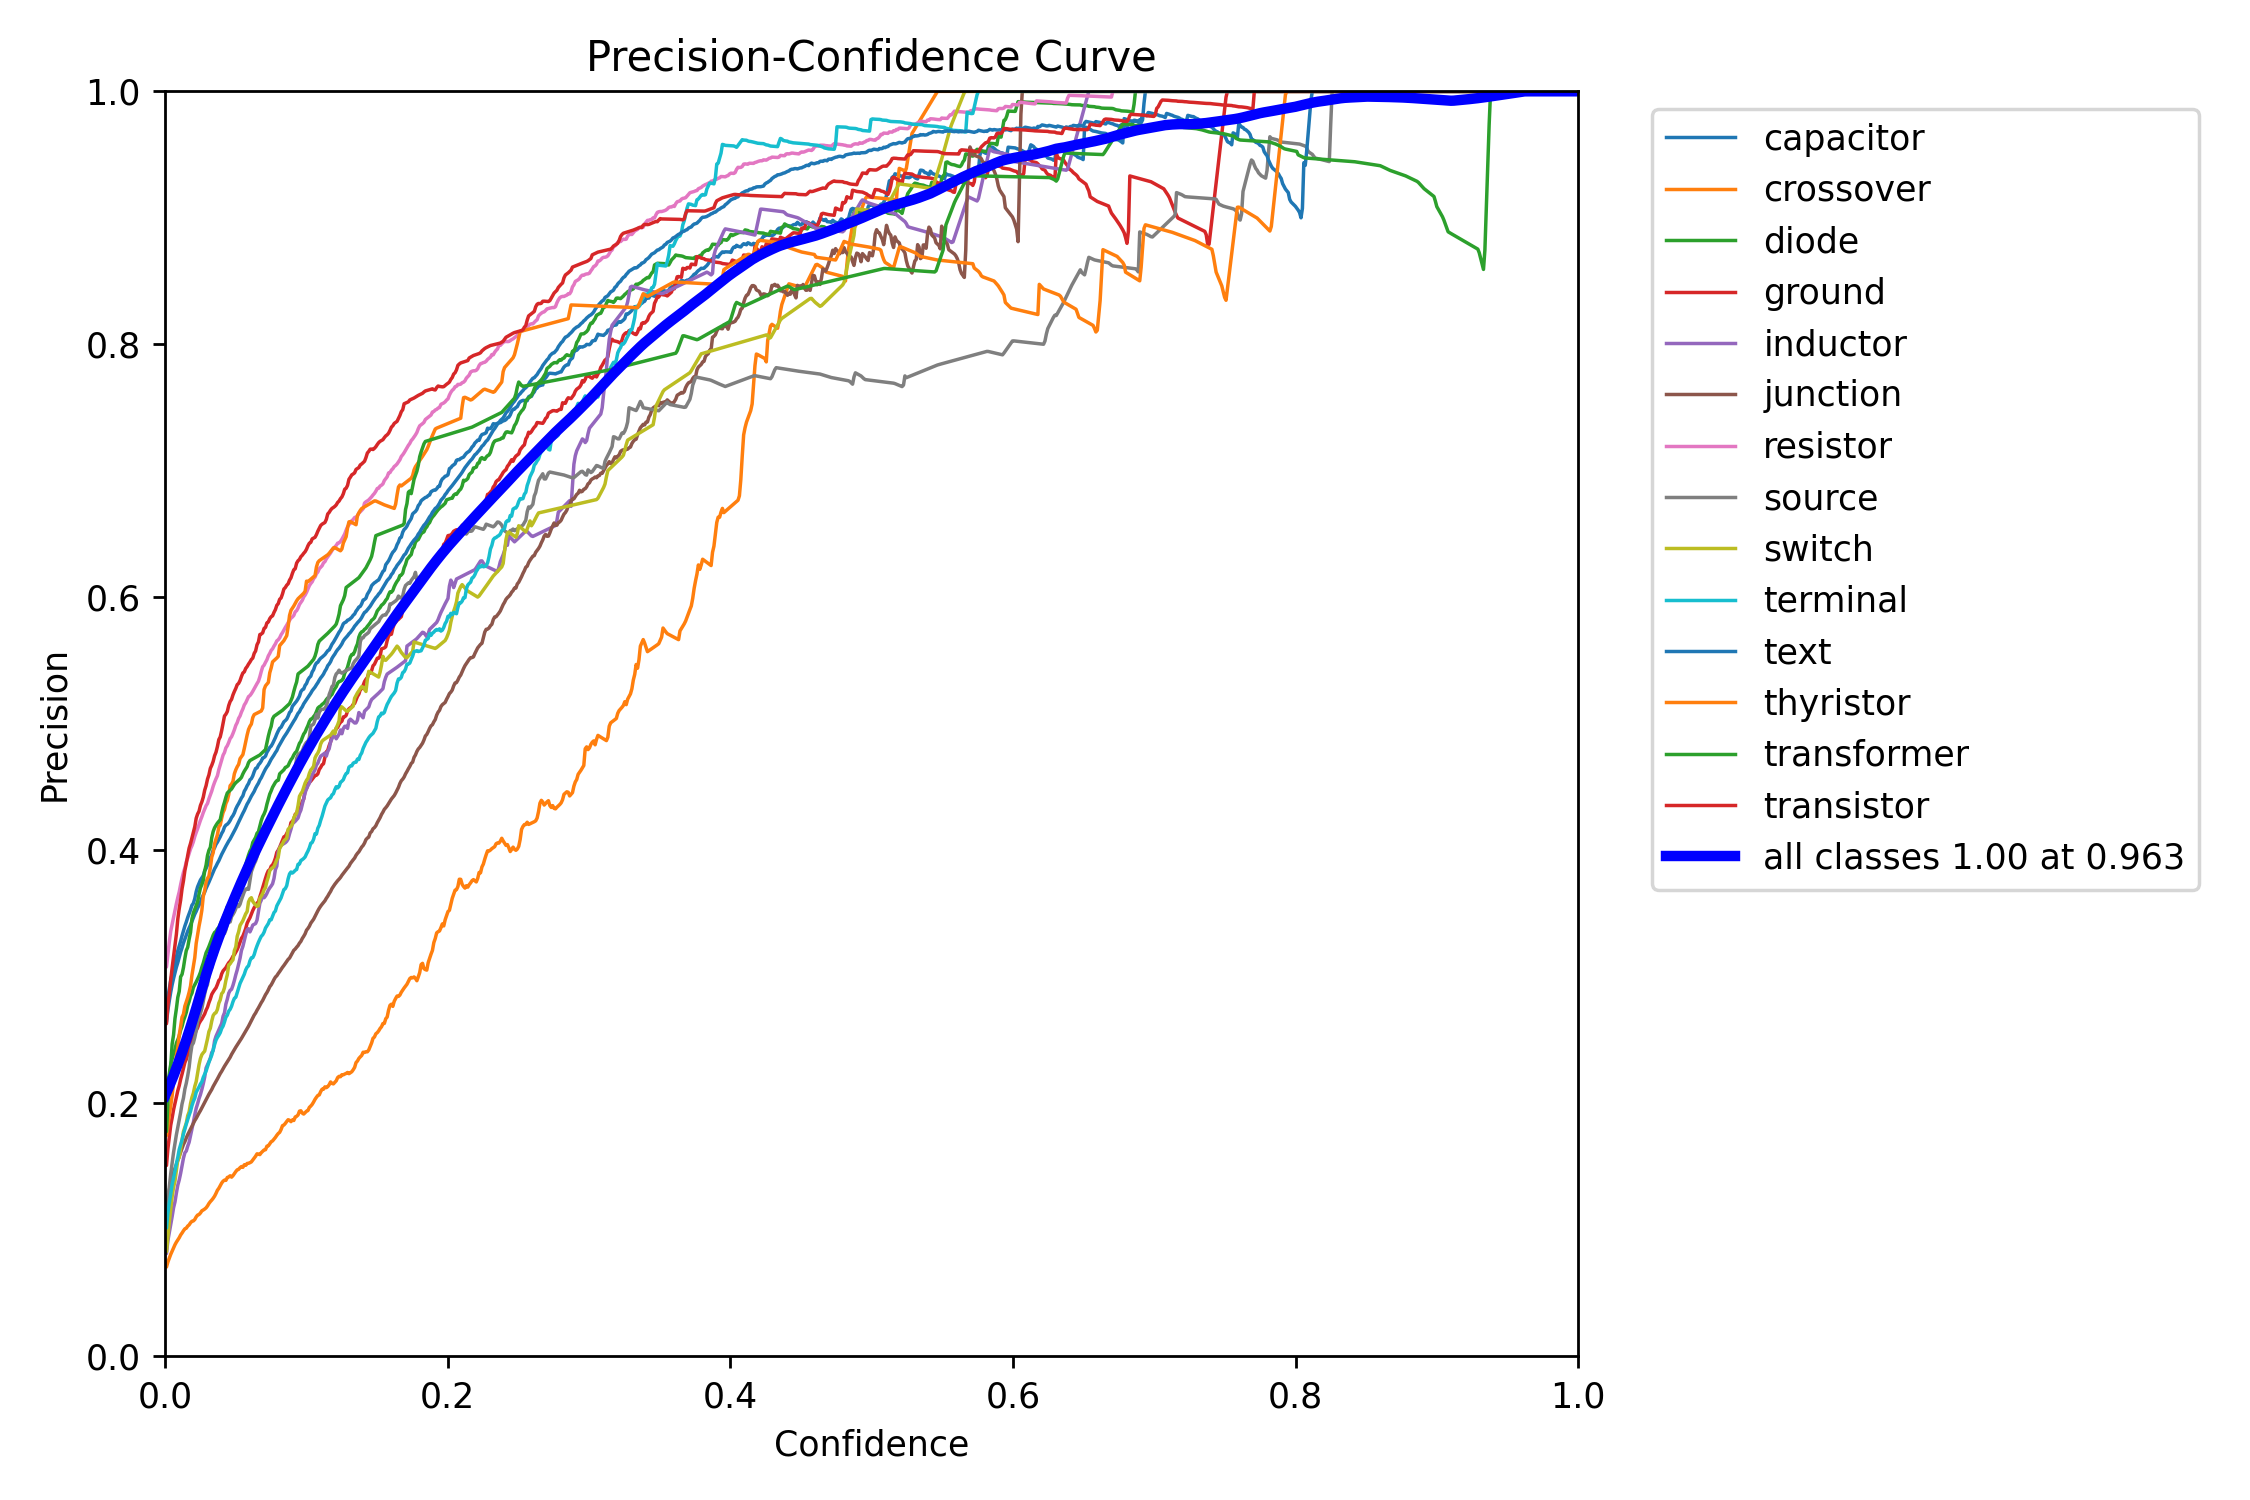 Precision-Confidence Curve
1.0
0.8
0.6
0.4
0.2
0.0
Precision
0.0 0.2 0.4 0.6 0.8 1.0
Confidence
capacitor
crossover
diode
ground
inductor
junction
resistor
source
switch
terminal
text
thyristor
transformer
transistor
all classes 1.00 at 0.963